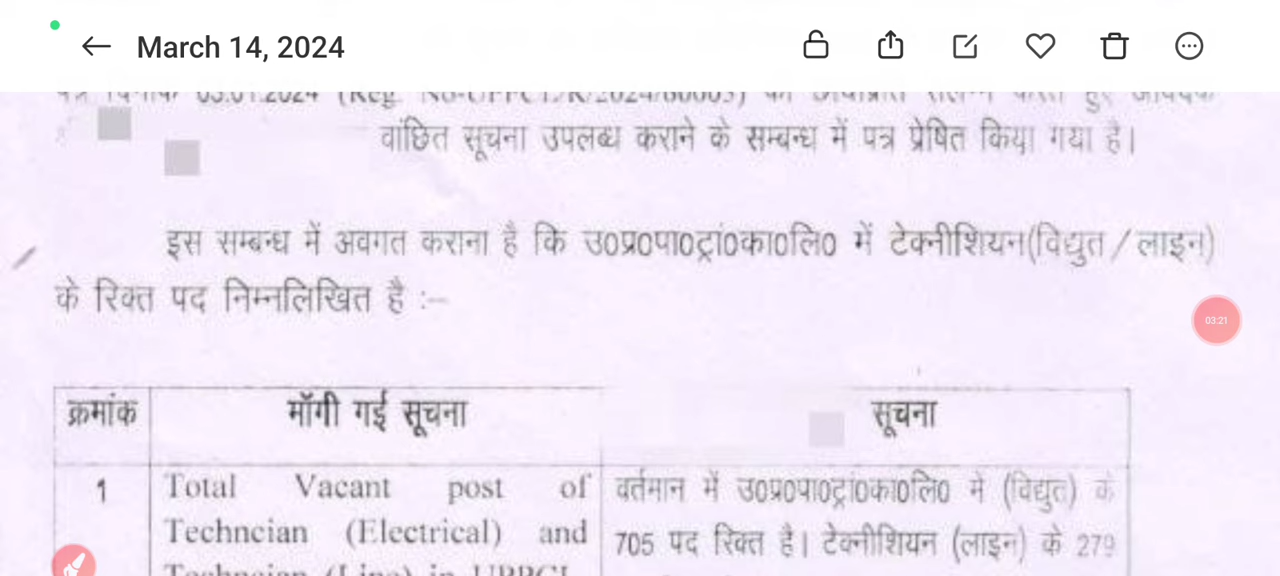 March 14, 2024
वांछित सूचना उपलब्ध कराने के सम्बन्ध में पत्र प्रेषित किया गया है।
इस सम्बन्ध में अवगत कराना है कि उ0प्र0पा0ट्रां0का0लि0 में टेक्नीशियन(विद्युत / लाइन)
के रिक्त पद निम्नलिखित है :–
03:21
क्रमांक मॉगी गई सूचना सूचना
1 Total Vacant post of वर्तमान में उ0प्र0पा0ट्रां0का0लि0 में (विद्युत) के
Techncian (Electrical) and 705 पद रिक्त है। टेक्नीशियन (लाइन) के 279